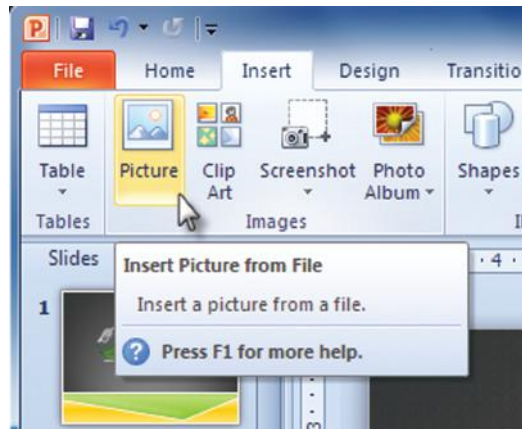 P
File Home Insert Design Transitio
Table Picture Clip Art Screenshot Photo Album Shapes
Tables Images I
Slides Insert Picture from File · 4 ·
1 Insert a picture from a file.
? Press F1 for more help.